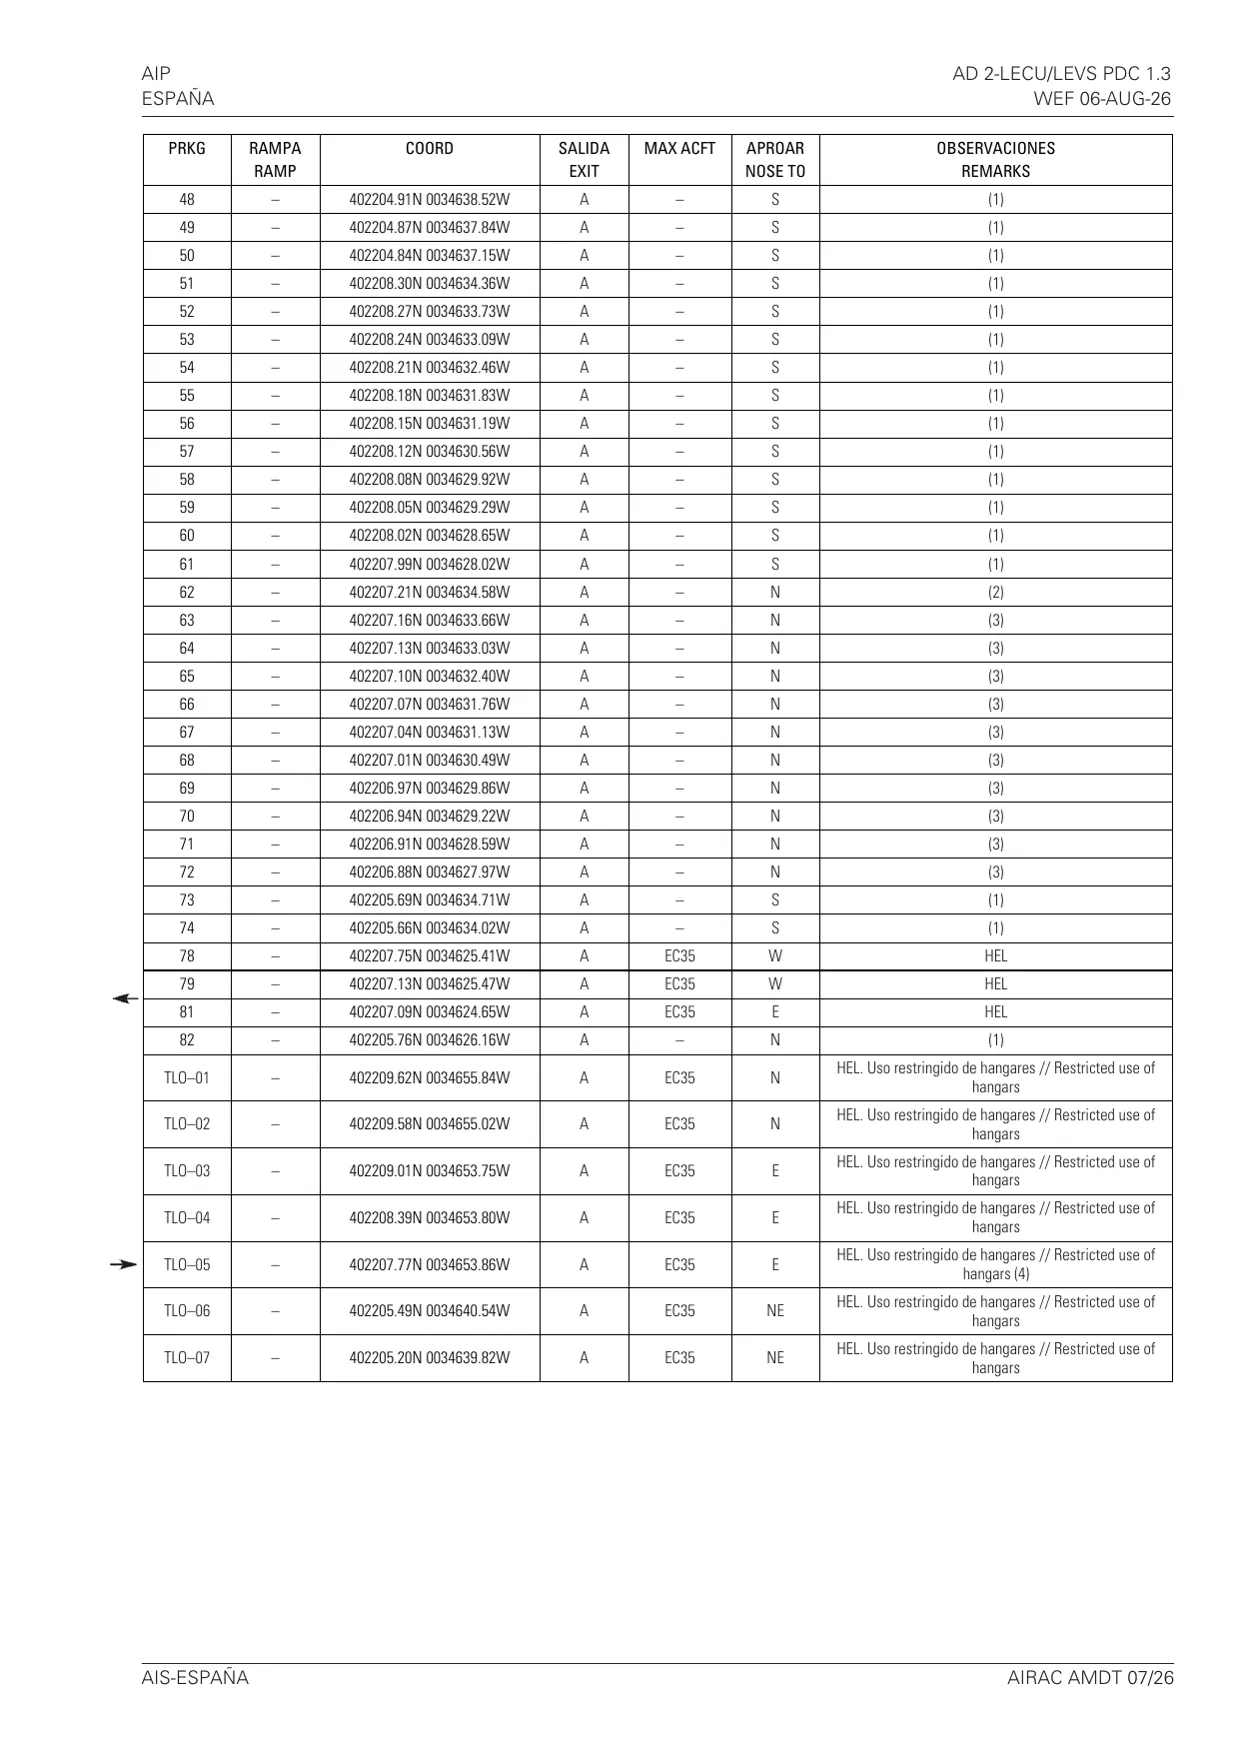 AIP
AD 2-LECU/LEVS PDC 1.3
ESPAÑA
WEF 06-AUG-26
PRKG RAMPA COORD SALIDA MAX ACFT APROAR OBSERVACIONES
RAMP EXIT NOSE TO REMARKS
48 – 402204.91N 0034638.52W A – S (1)
49 – 402204.87N 0034637.84W A – S (1)
50 – 402204.84N 0034637.15W A – S (1)
51 – 402208.30N 0034634.36W A – S (1)
52 – 402208.27N 0034633.73W A – S (1)
53 – 402208.24N 0034633.09W A – S (1)
54 – 402208.21N 0034632.46W A – S (1)
55 – 402208.18N 0034631.83W A – S (1)
56 – 402208.15N 0034631.19W A – S (1)
57 – 402208.12N 0034630.56W A – S (1)
58 – 402208.08N 0034629.92W A – S (1)
59 – 402208.05N 0034629.29W A – S (1)
60 – 402208.02N 0034628.65W A – S (1)
61 – 402207.99N 0034628.02W A – S (1)
62 – 402207.21N 0034634.58W A – N (2)
63 – 402207.16N 0034633.66W A – N (3)
64 – 402207.13N 0034633.03W A – N (3)
65 – 402207.10N 0034632.40W A – N (3)
66 – 402207.07N 0034631.76W A – N (3)
67 – 402207.04N 0034631.13W A – N (3)
68 – 402207.01N 0034630.49W A – N (3)
69 – 402206.97N 0034629.86W A – N (3)
70 – 402206.94N 0034629.22W A – N (3)
71 – 402206.91N 0034628.59W A – N (3)
72 – 402206.88N 0034627.97W A – N (3)
73 – 402205.69N 0034634.71W A – S (1)
74 – 402205.66N 0034634.02W A – S (1)
78 – 402207.75N 0034625.41W A EC35 W HEL
79 – 402207.13N 0034625.47W A EC35 W HEL
81 – 402207.09N 0034624.65W A EC35 E HEL
82 – 402205.76N 0034626.16W A – N (1)
TLO–01 – 402209.62N 0034655.84W A EC35 N HEL. Uso restringido de hangares // Restricted use of
hangars
TLO–02 – 402209.58N 0034655.02W A EC35 N HEL. Uso restringido de hangares // Restricted use of
hangars
TLO–03 – 402209.01N 0034653.75W A EC35 E HEL. Uso restringido de hangares // Restricted use of
hangars
TLO–04 – 402208.39N 0034653.80W A EC35 E HEL. Uso restringido de hangares // Restricted use of
hangars
TLO–05 – 402207.77N 0034653.86W A EC35 E HEL. Uso restringido de hangares // Restricted use of
hangars (4)
TLO–06 – 402205.49N 0034640.54W A EC35 NE HEL. Uso restringido de hangares // Restricted use of
hangars
TLO–07 – 402205.20N 0034639.82W A EC35 NE HEL. Uso restringido de hangares // Restricted use of
hangars
AIS-ESPAÑA
AIRAC AMDT 07/26